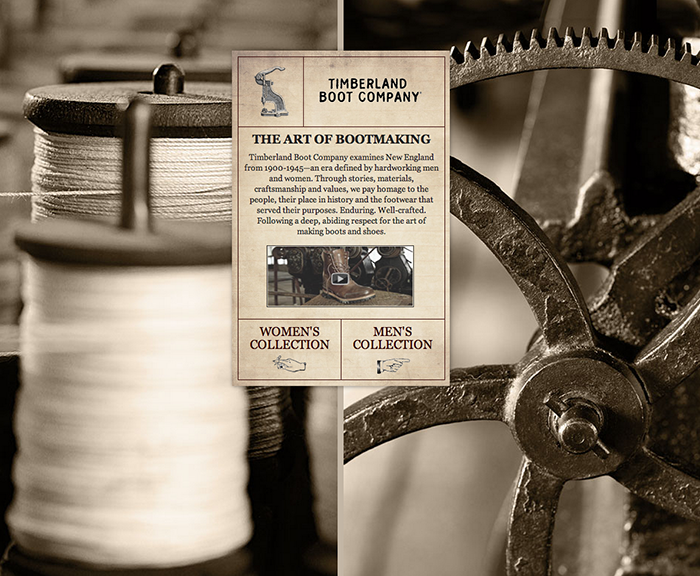 TIMBERLAND
BOOT COMPANY
THE ART OF BOOTMAKING
Timberland Boot Company examines New England
from 1900-1945—an era defined by hardworking men
and women. Through stories, materials,
craftsmanship and values, we pay homage to the
people, their place in history and the footwear that
served their purposes. Enduring. Well-crafted.
Following a deep, abiding respect for the art of
making boots and shoes.
WOMEN'S
COLLECTION
MEN'S
COLLECTION